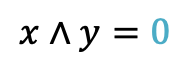 x ∧ y = 0